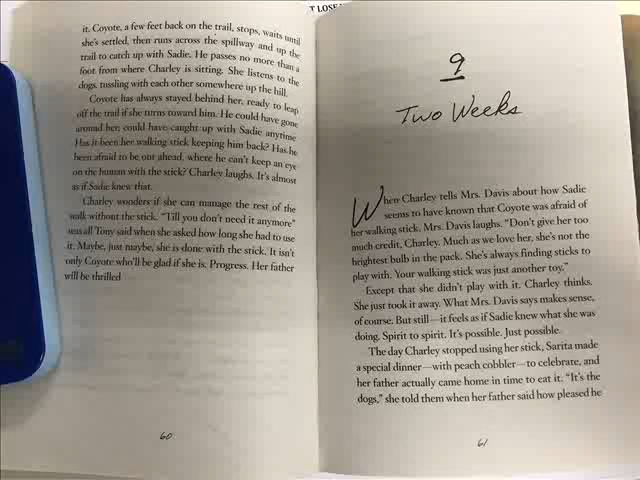 T LOSE
it. Coyote, a few feet back on the trail, stops, waits until
she's settled, then runs across the spillway and up the
trail to catch up with Sadie. He passes no more than a
foot from where Charley is sitting. She listens to the
dogs, tussling with each other somewhere up the hill.
Coyote has always stayed behind her, ready to leap
off the trail if she turns toward him. He could have gone
around her; could have caught up with Sadie anytime
Has it been her walking stick keeping him back? Has he
been afraid to be out ahead, where he can't keep an eye
on the human with the stick? Charley laughs. It's almost
as if Sadie knew that.
Charley wonders if she can manage the rest of the
walk without the stick. "Till you don't need it anymore"
was all Tony said when she asked how long she had to use
it. Maybe, just maybe, she is done with the stick. It isn't
only Coyote who'll be glad if she is. Progress. Her father
will be thrilled
60
9
Two Weeks
When Charley tells Mrs. Davis about how Sadie
seems to have known that Coyote was afraid of
her walking stick. Mrs. Davis laughs. "Don't give her too
much credit, Charley. Much as we love her, she's not the
brightest bulb in the pack. She's always finding sticks to
play with. Your walking stick was just another toy."
Except that she didn't play with it. Charley thinks.
She just took it away. What Mrs. Davis says makes sense,
of course. But still—it feels as if Sadie knew what she was
doing. Spirit to spirit. It's possible. Just possible.
The day Charley stopped using her stick, Sarita made
a special dinner—with peach cobbler—to celebrate, and
her father actually came home in time to eat it. "It's the
dogs," she told them when her father said how pleased he
61